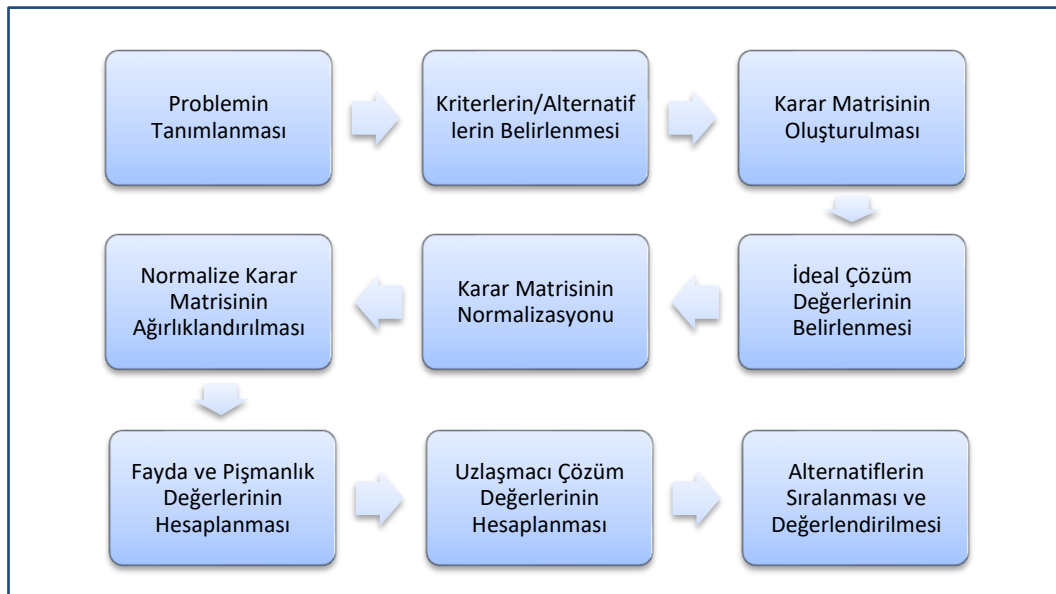 Problemin
Tanımlanması
Kriterlerin/Alternatif
lerin Belirlenmesi
Karar Matrisinin
Oluşturulması
İdeal Çözüm
Değerlerinin
Belirlenmesi
Karar Matrisinin
Normalizasyonu
Normalize Karar
Matrisinin
Ağırlıklandırılması
Fayda ve Pişmanlık
Değerlerinin
Hesaplanması
Uzlaşmacı Çözüm
Değerlerinin
Hesaplanması
Alternatiflerin
Sıralanması ve
Değerlendirilmesi